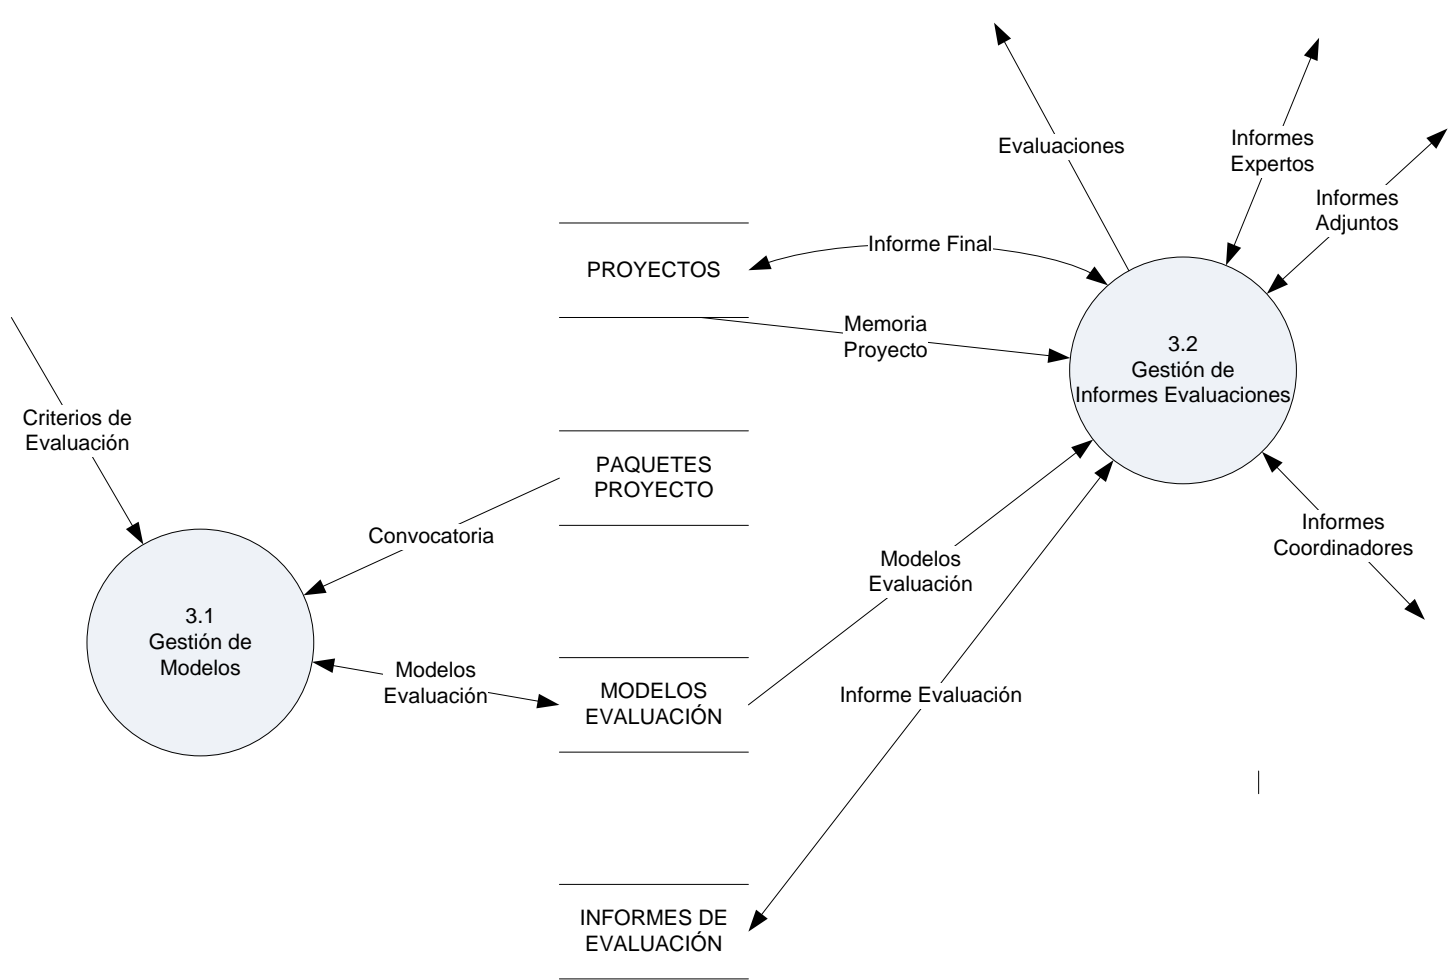 Evaluaciones
Informes
Expertos
Informes
Adjuntos
PROYECTOS
Informe Final
Memoria
Proyecto
3.2
Gestión de
Informes Evaluaciones
Criterios de
Evaluación
PAQUETES
PROYECTO
Convocatoria
Informes
Coordinadores
Modelos
Evaluación
3.1
Gestión de
Modelos
Modelos
Evaluación
MODELOS
EVALUACIÓN
Informe Evaluación
INFORMES DE
EVALUACIÓN